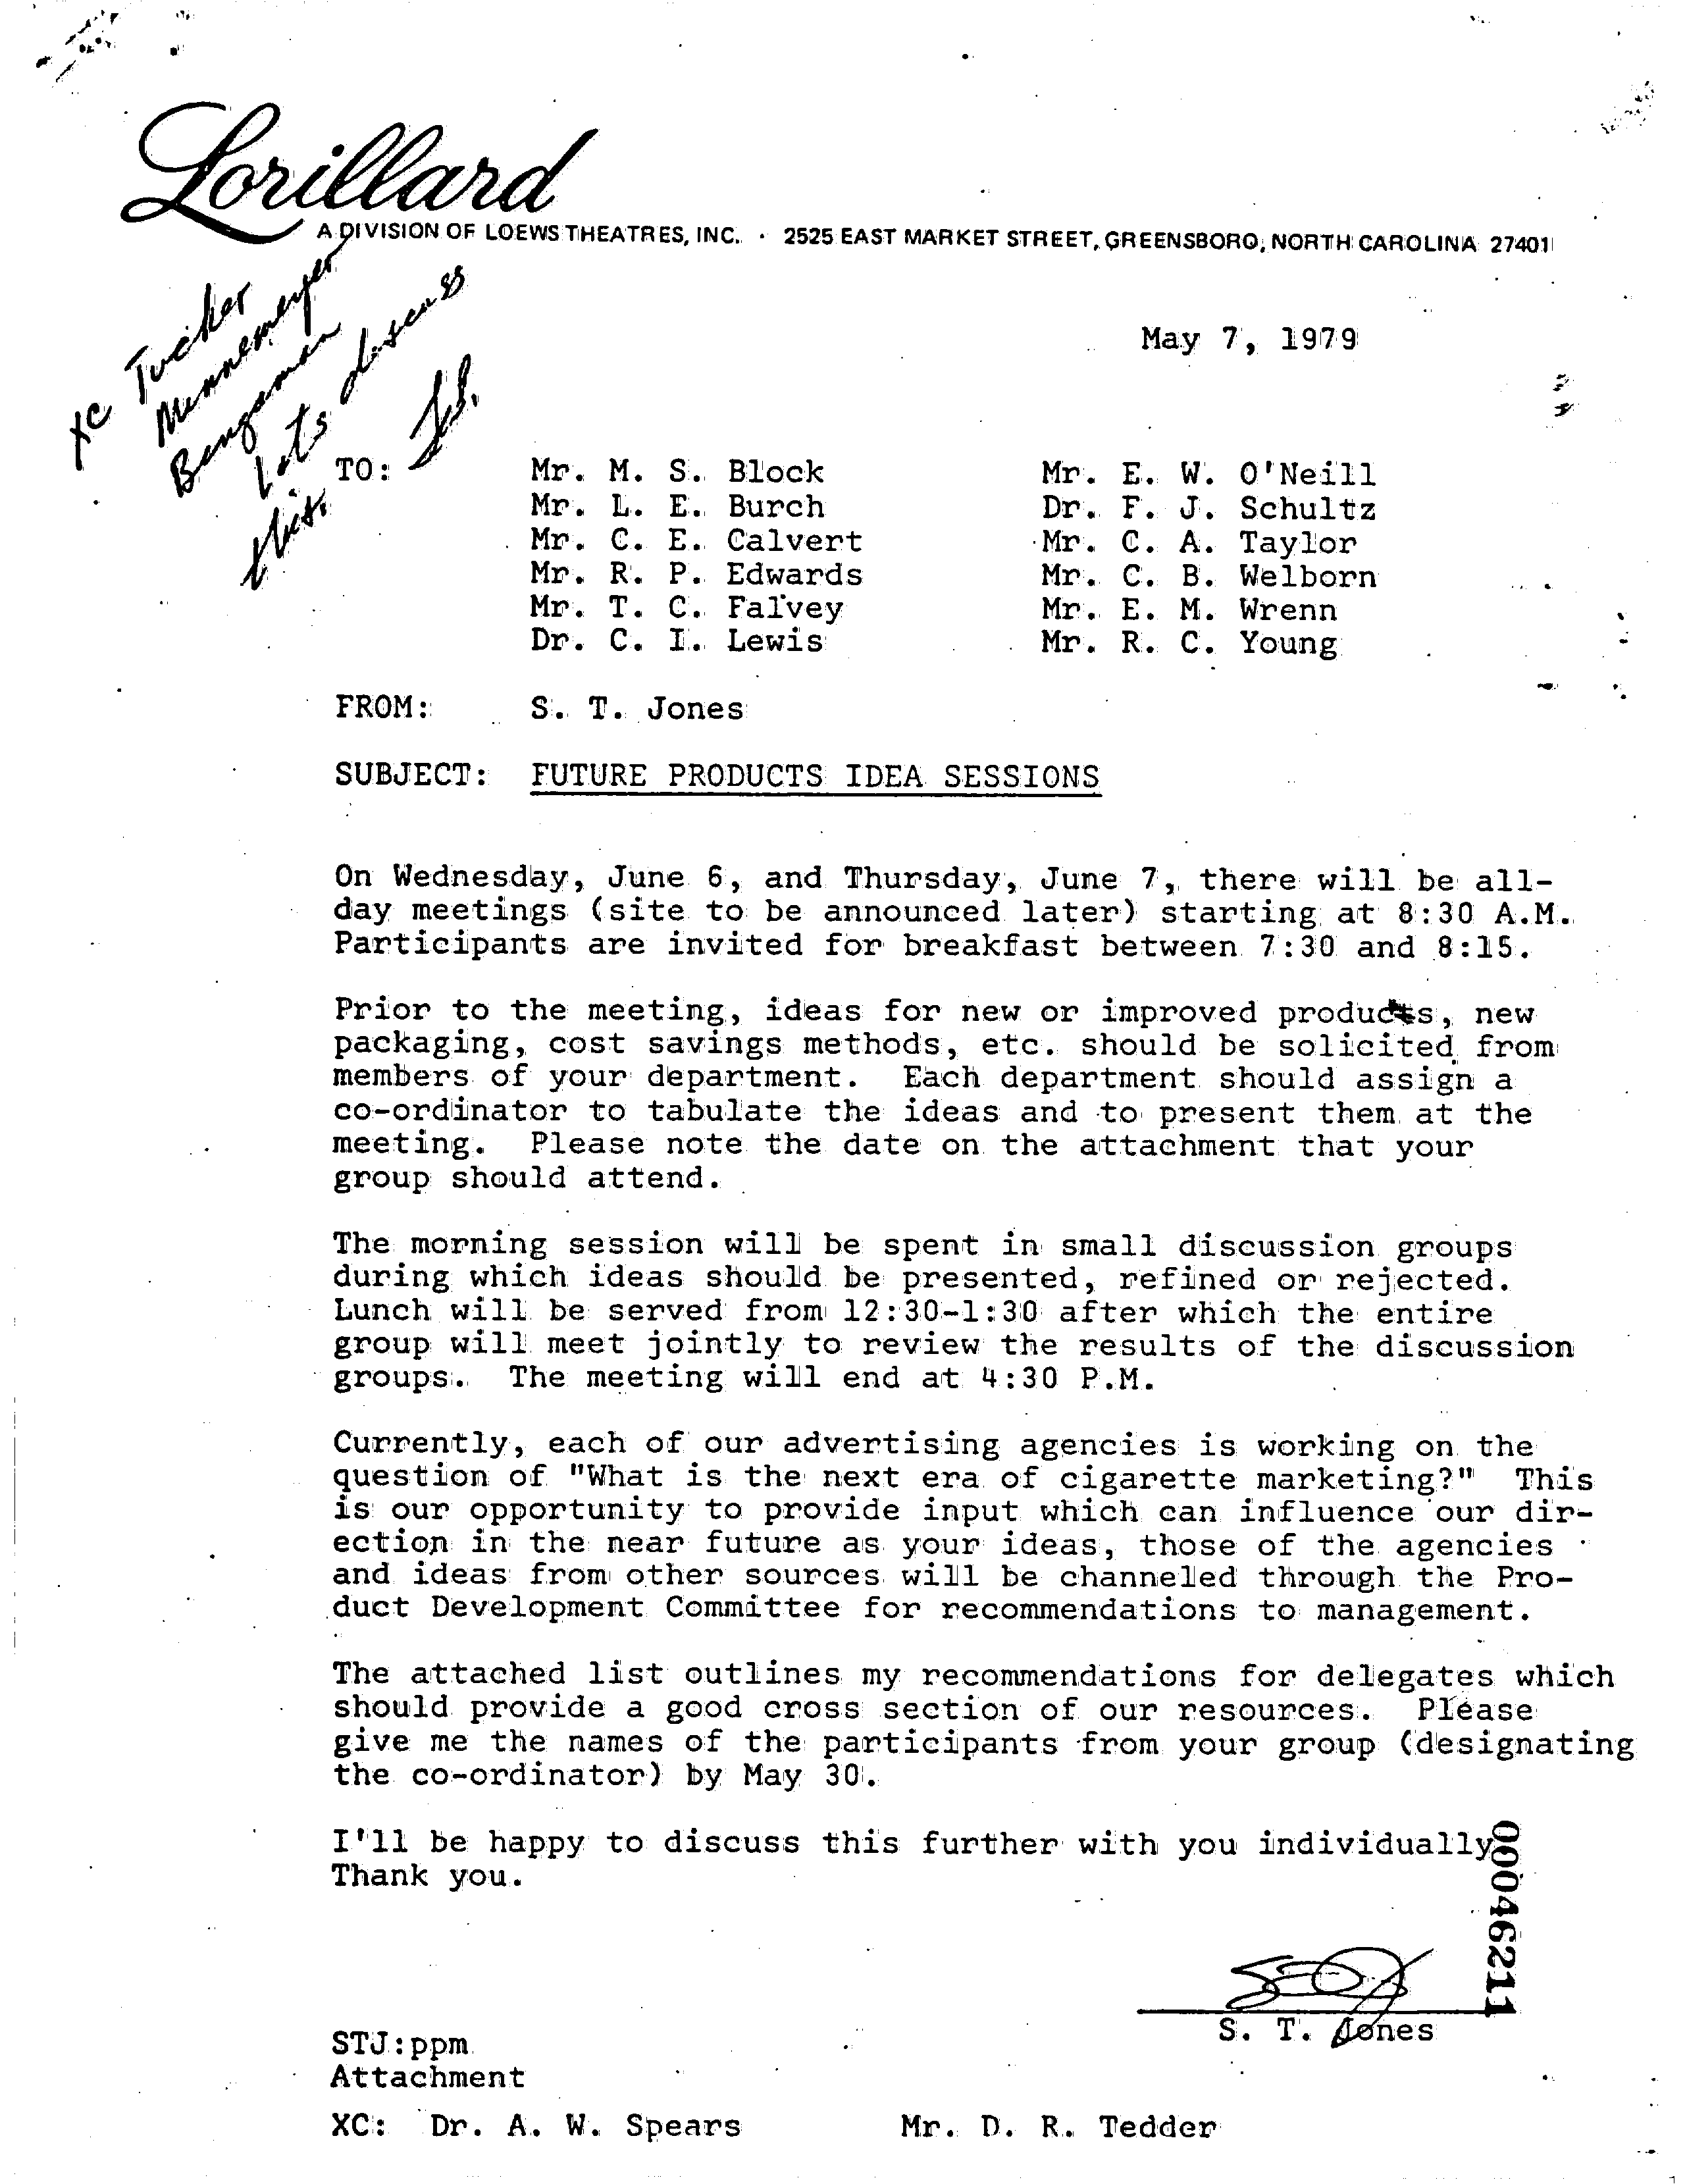 Lorillard
A DIVISION OF LOEWS THEATRES, INC. · 2525 EAST MARKET STREET, GREENSBORO, NORTH CAROLINA 27401
xc Tucker
Minnemeyer
Bengaman
Lets discuss
this.
May 7, 1979
TO: Mr. M. S. Block Mr. E. W. O'Neill
Mr. L. E. Burch Dr. F. J. Schultz
Mr. C. E. Calvert Mr. C. A. Taylor
Mr. R. P. Edwards Mr. C. B. Welborn
Mr. T. C. Falvey Mr. E. M. Wrenn
Dr. C. I. Lewis Mr. R. C. Young
FROM: S. T. Jones
SUBJECT: FUTURE PRODUCTS IDEA SESSIONS
On Wednesday, June 6, and Thursday, June 7, there will be all-
day meetings (site to be announced later) starting at 8:30 A.M.
Participants are invited for breakfast between 7:30 and 8:15.
Prior to the meeting, ideas for new or improved products, new
packaging, cost savings methods, etc. should be solicited from
members of your department. Each department should assign a
co-ordinator to tabulate the ideas and to present them at the
meeting. Please note the date on the attachment that your
group should attend.
The morning session will be spent in small discussion groups
during which ideas should be presented, refined or rejected.
Lunch will be served from 12:30-1:30 after which the entire
group will meet jointly to review the results of the discussion
groups. The meeting will end at 4:30 P.M.
Currently, each of our advertising agencies is working on the
question of "What is the next era of cigarette marketing?" This
is our opportunity to provide input which can influence our dir-
ection in the near future as your ideas, those of the agencies
and ideas from other sources will be channeled through the Pro-
duct Development Committee for recommendations to management.
The attached list outlines my recommendations for delegates which
should provide a good cross section of our resources. Please
give me the names of the participants from your group (designating
the co-ordinator) by May 30.
I'll be happy to discuss this further with you individually
Thank you.
00046211
S. T. Jones
STJ:ppm
Attachment
XC: Dr. A. W. Spears Mr. D. R. Tedder